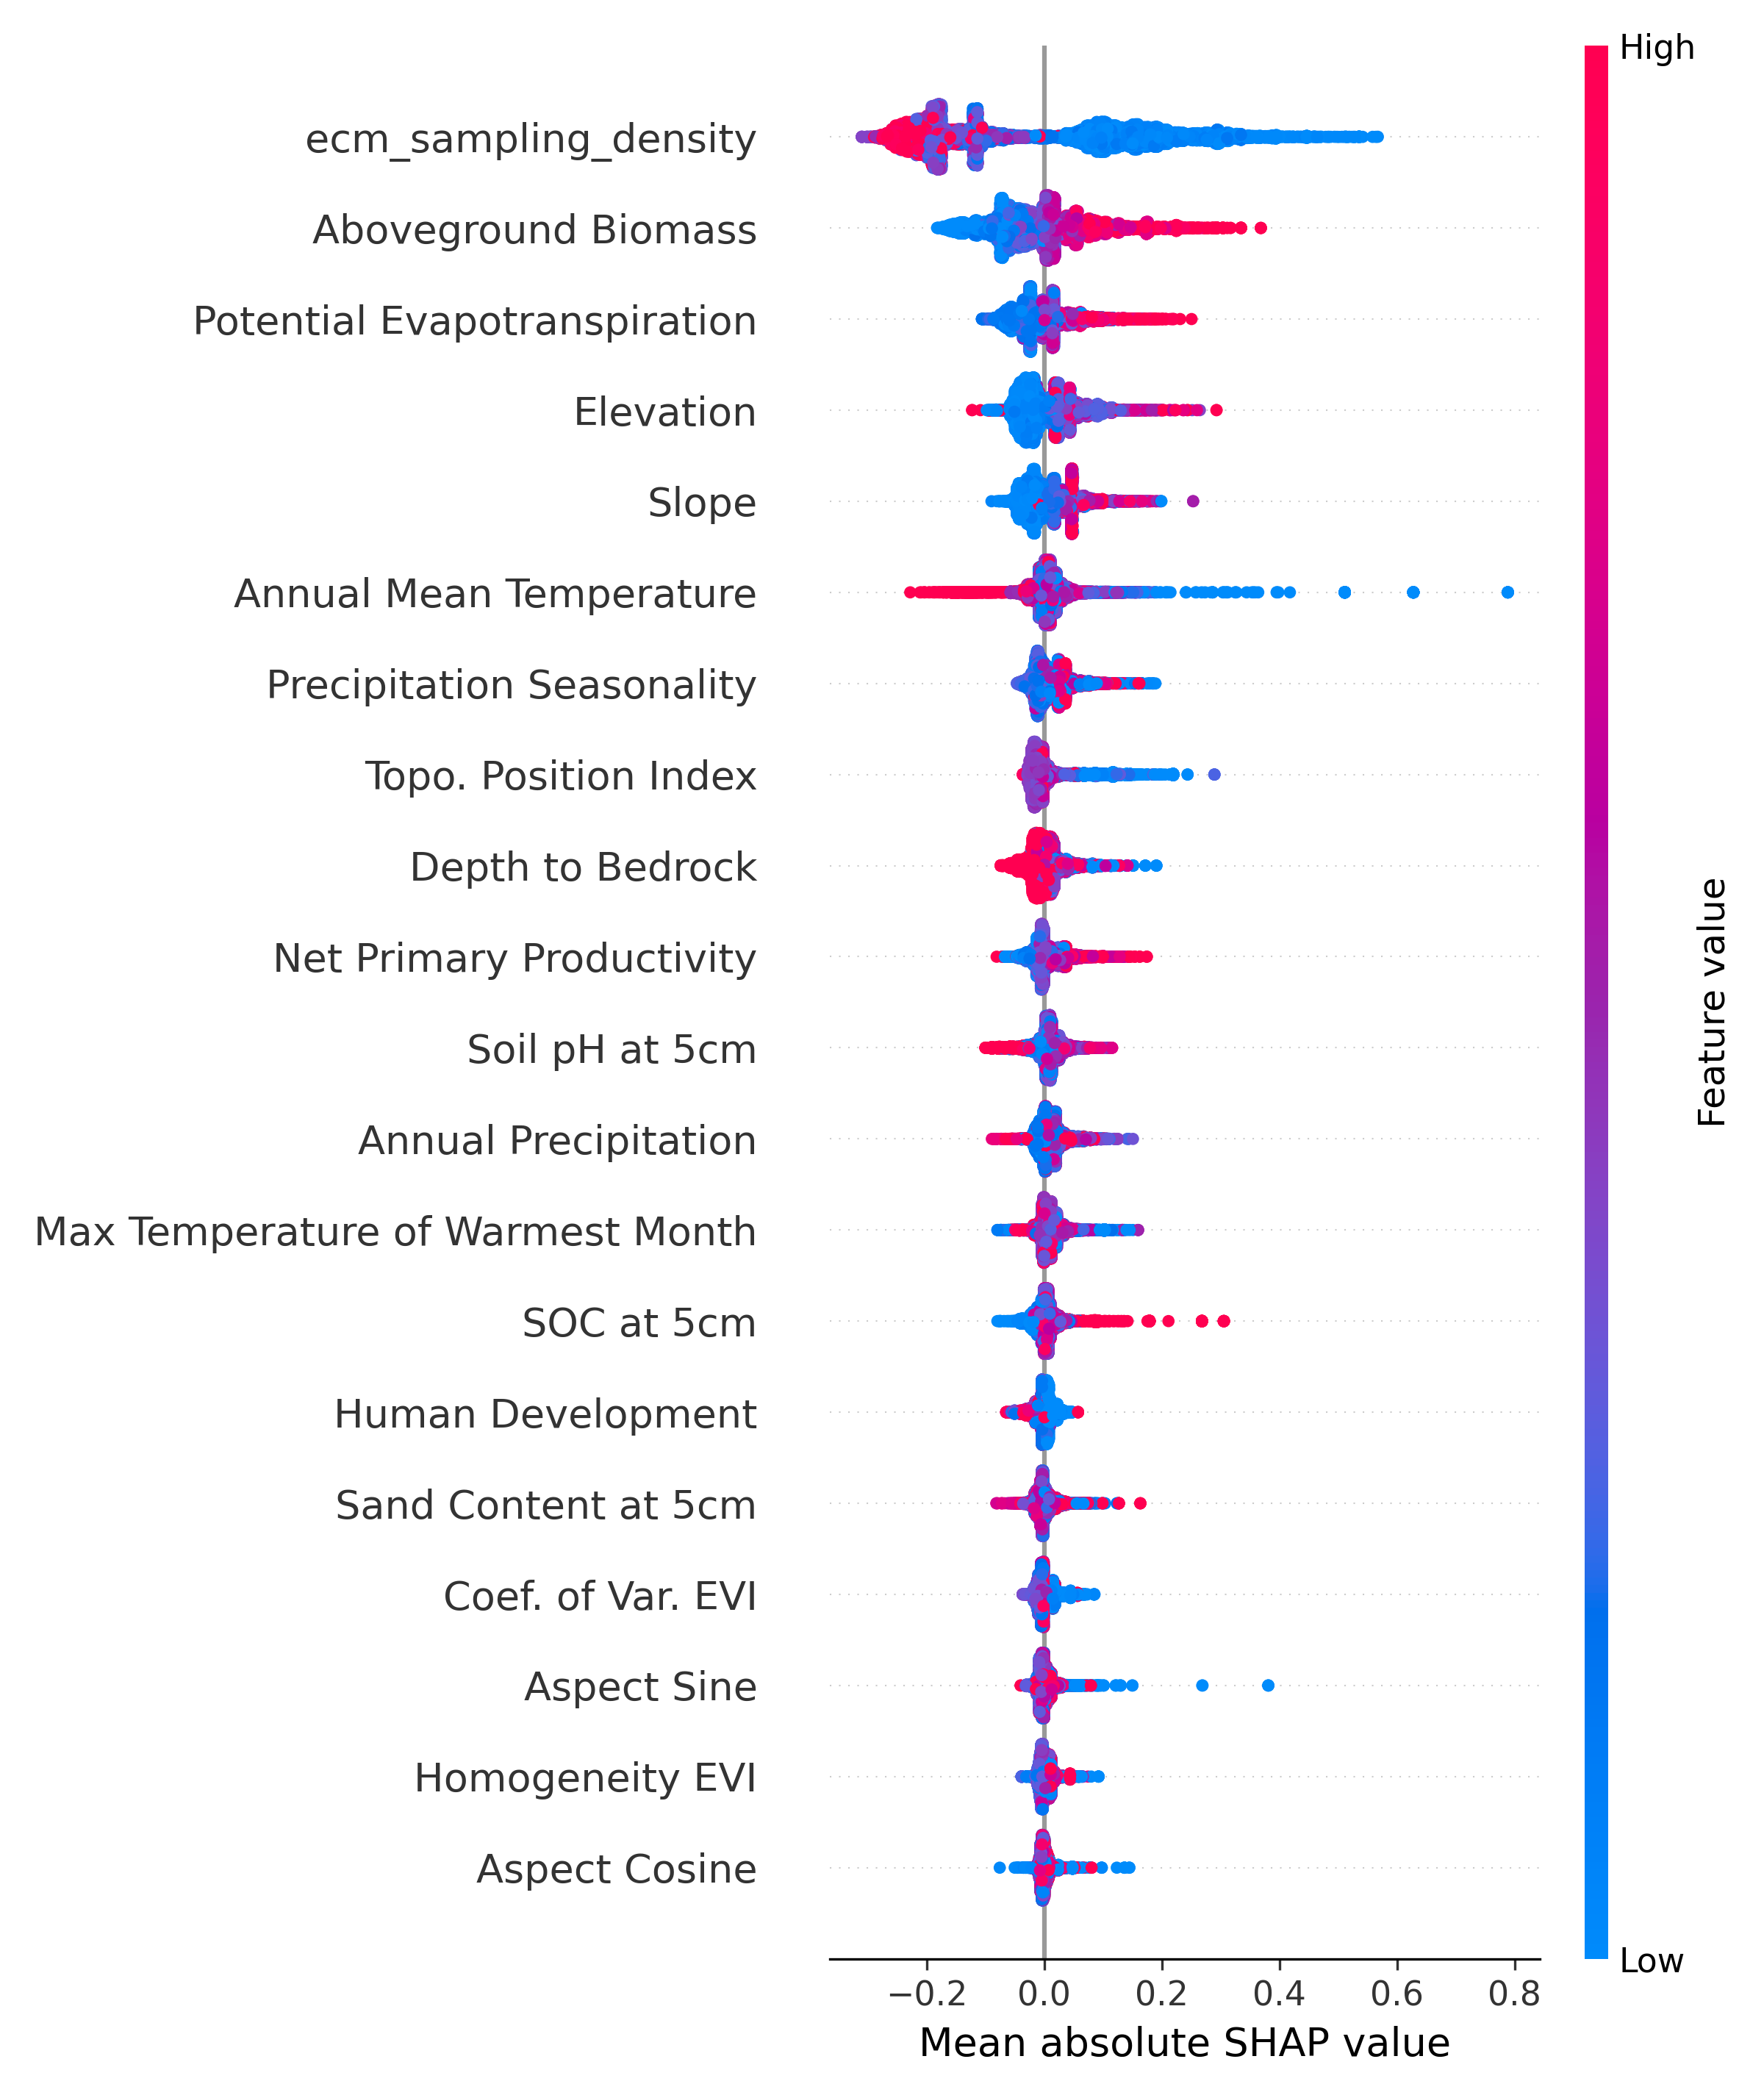 High
ecm_sampling_density
Aboveground Biomass
Potential Evapotranspiration
Elevation
Slope
Annual Mean Temperature
Precipitation Seasonality
Topo. Position Index
Depth to Bedrock
Net Primary Productivity
Soil pH at 5cm
Annual Precipitation
Max Temperature of Warmest Month
SOC at 5cm
Human Development
Sand Content at 5cm
Coef. of Var. EVI
Aspect Sine
Homogeneity EVI
Aspect Cosine
Feature value
Low
−0.2 0.0 0.2 0.4 0.6 0.8
Mean absolute SHAP value